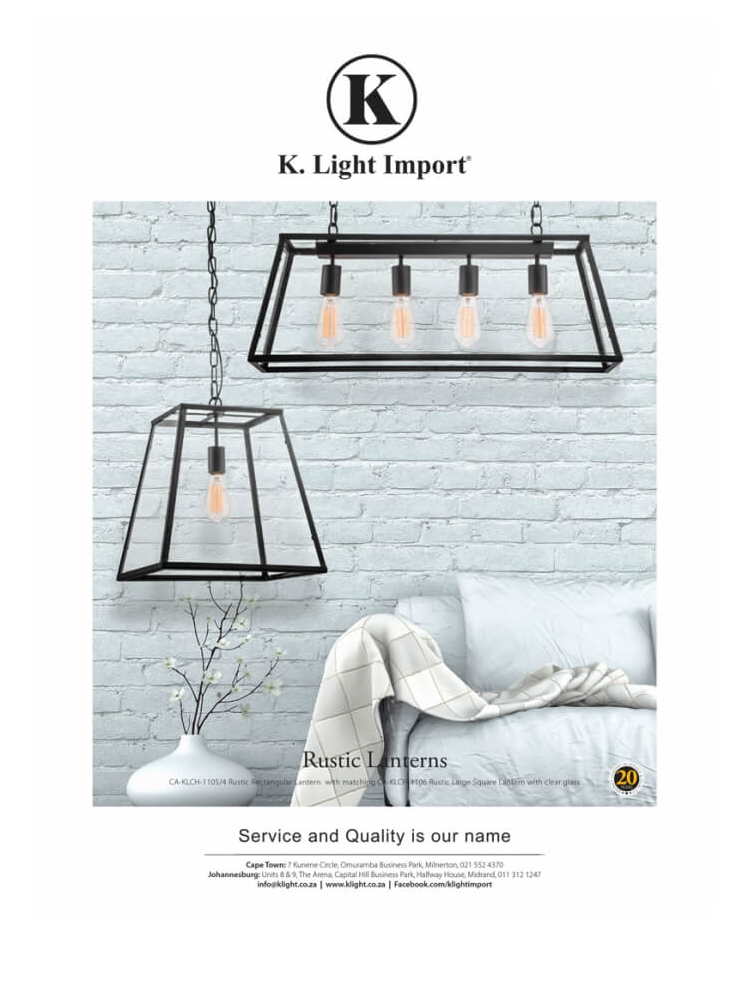 K
K. Light Import®
Rustic Lanterns
CA-KLCH-1105/4 Rustic Rectangular Lantern with matching CA-KLCH-1106 Rustic Large Square Lantern with clear glass
20
YEARS
Service and Quality is our name
Cape Town: 7 Kunene Circle, Omuramba Business Park, Milnerton, 021 552 4370
Johannesburg: Units 8 & 9, The Arena, Capital Hill Business Park, Halfway House, Midrand, 011 312 1247
info@klight.co.za | www.klight.co.za | Facebook.com/klightimport